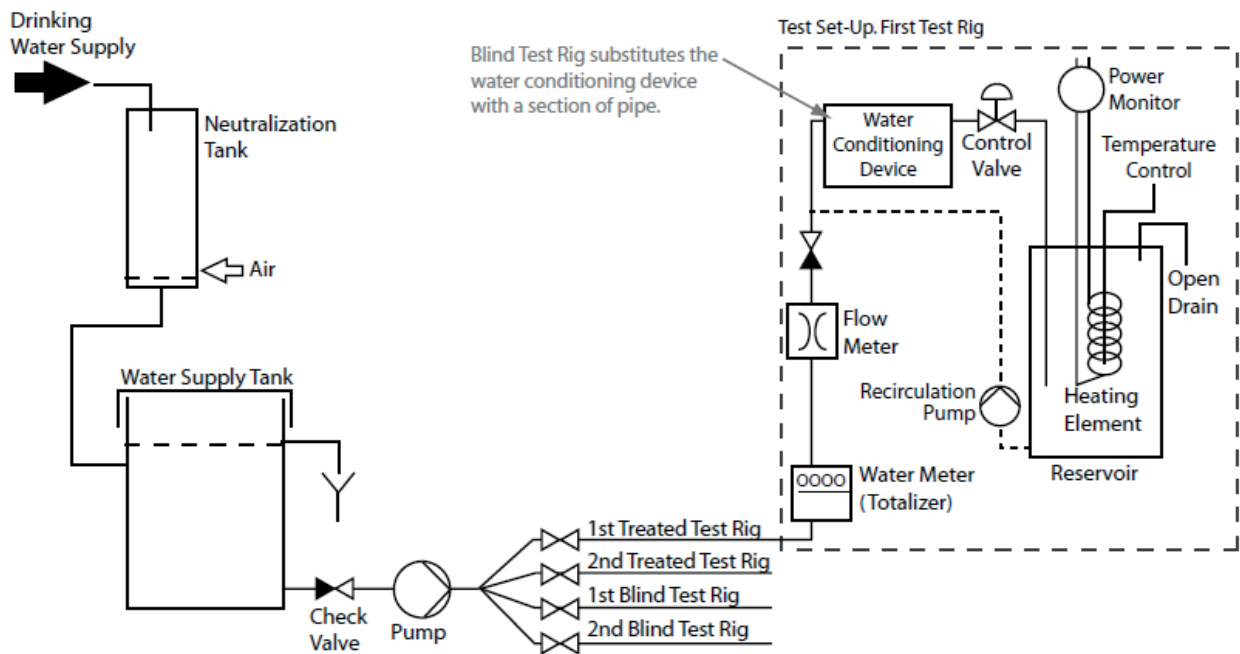 Drinking
Water Supply
Neutralization
Tank
Air
Water Supply Tank
Check
Valve
Pump
1st Treated Test Rig
2nd Treated Test Rig
1st Blind Test Rig
2nd Blind Test Rig
Blind Test Rig substitutes the
water conditioning device
with a section of pipe.
Test Set-Up. First Test Rig
Water
Conditioning
Device
Control
Valve
Power
Monitor
Temperature
Control
Open
Drain
Flow
Meter
Recirculation
Pump
Heating
Element
Reservoir
OOOO
Water Meter
(Totalizer)